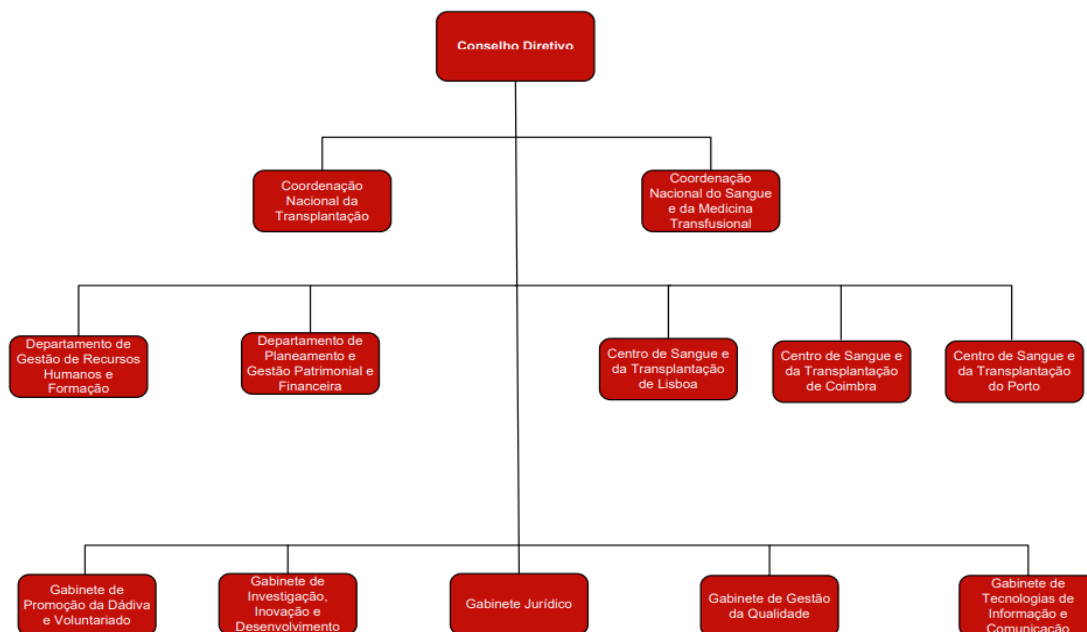 Conselho Diretivo
Coordenação
Nacional da
Transplantação
Coordenação
Nacional do Sangue
e da Medicina
Transfusional
Departamento de
Gestão de Recursos
Humanos e
Formação
Departamento de
Planeamento e
Gestão Patrimonial e
Financeira
Centro de Sangue e
da Transplantação
de Lisboa
Centro de Sangue e
da Transplantação
de Coimbra
Centro de Sangue e
da Transplantação
do Porto
Gabinete de
Promoção da Dádiva
e Voluntariado
Gabinete de
Investigação,
Inovação e
Desenvolvimento
Gabinete Jurídico
Gabinete de Gestão
da Qualidade
Gabinete de
Tecnologias de
Informação e
Comunicação